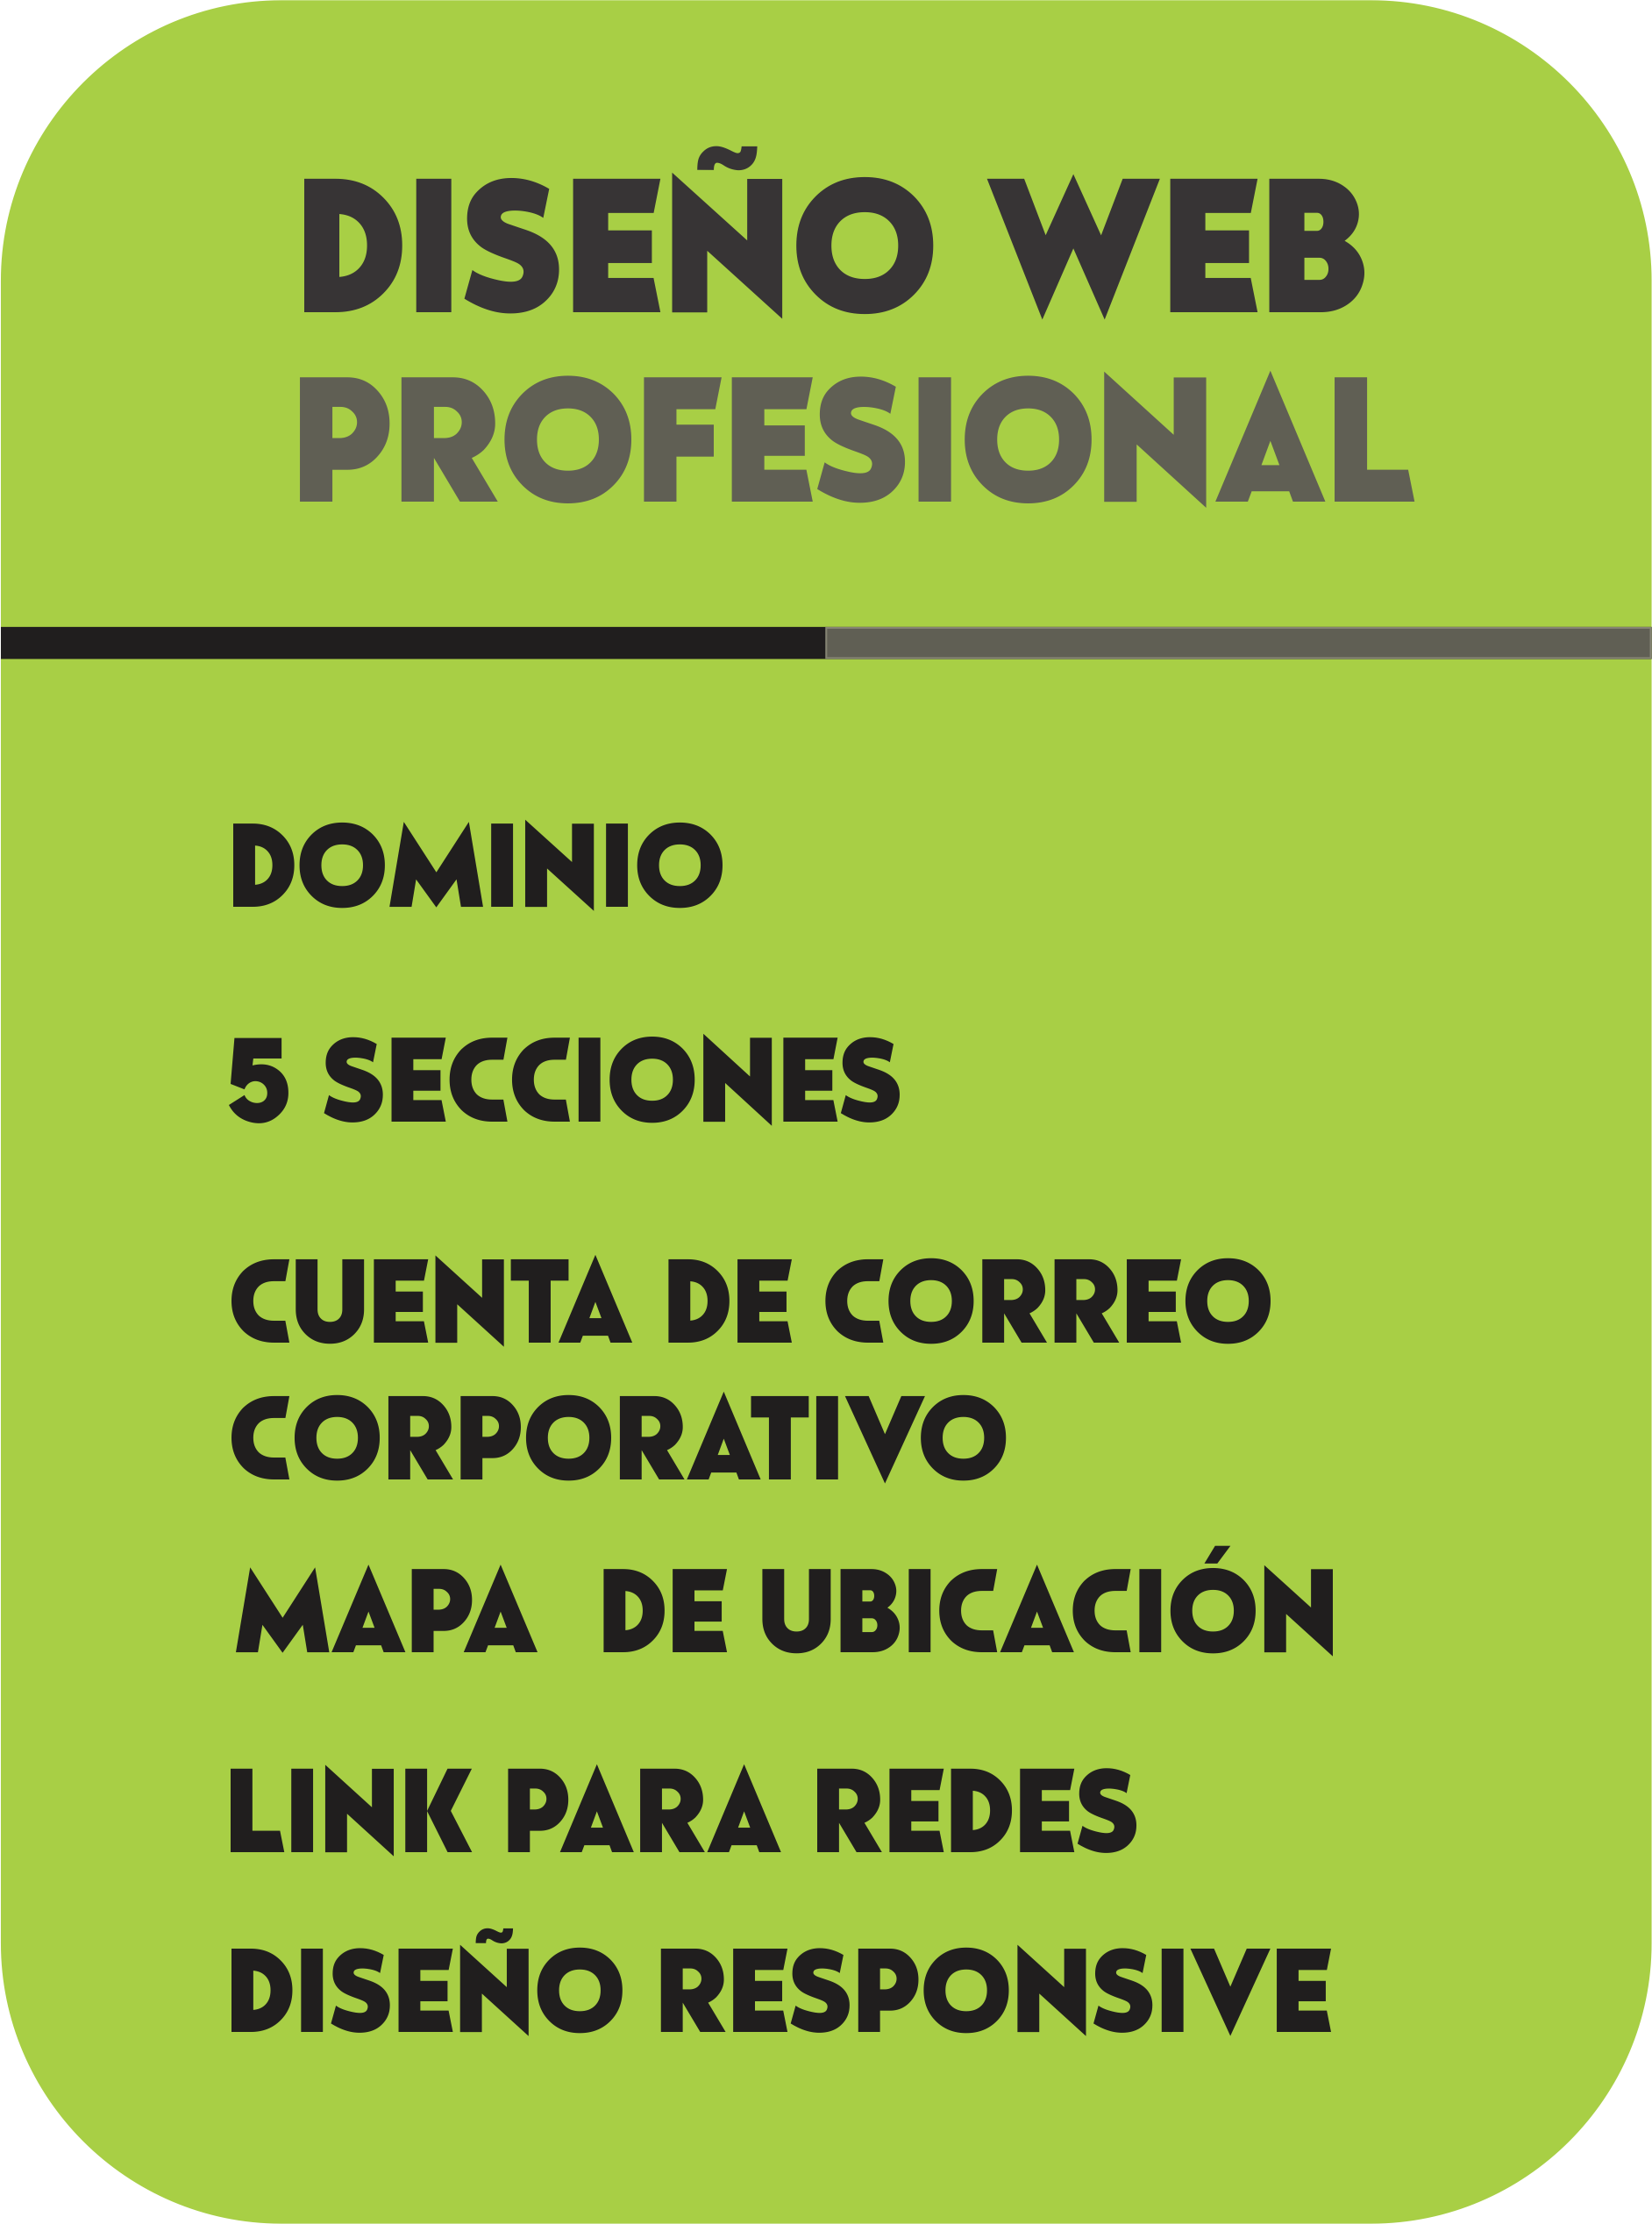 DISEÑO WEB
PROFESIONAL
DOMINIO
5 SECCIONES
CUENTA DE CORREO
CORPORATIVO
MAPA DE UBICACIÓN
LINK PARA REDES
DISEÑO RESPONSIVE